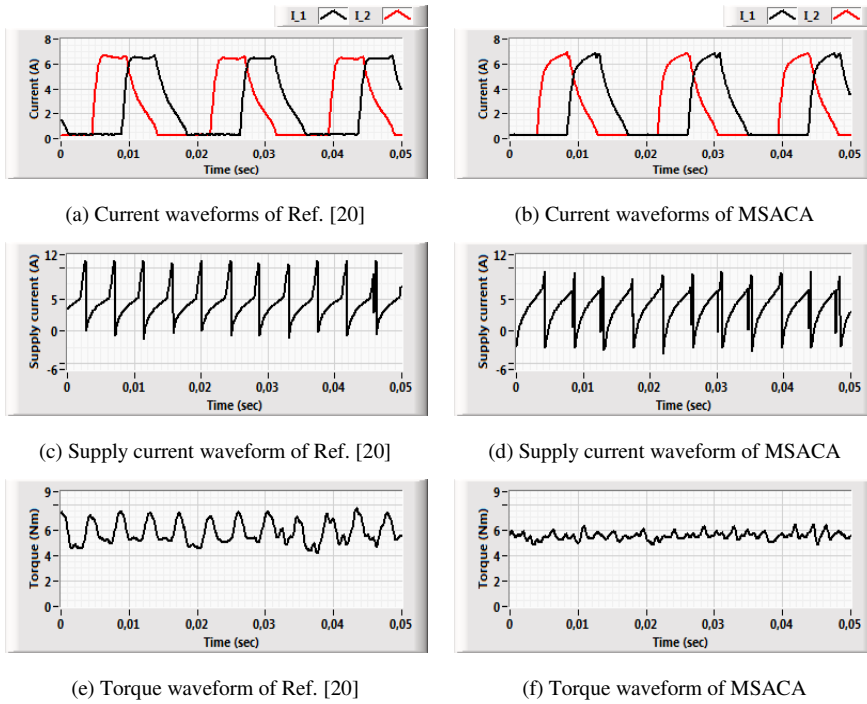 I_1 I_2 I_1 I_2
8
6
4
2
0
Current (A)
0 0,01 0,02 0,03 0,04 0,05
Time (sec)
8
6
4
2
0
Current (A)
0 0,01 0,02 0,03 0,04 0,05
Time (sec)
(a) Current waveforms of Ref. [20]
(b) Current waveforms of MSACA
12
5
0
-6
Supply current (A)
0 0,01 0,02 0,03 0,04 0,05
Time (sec)
12
5
0
-6
Supply current (A)
0 0,01 0,02 0,03 0,04 0,05
Time (sec)
(c) Supply current waveform of Ref. [20]
(d) Supply current waveform of MSACA
9
6
4
2
0
Torque (Nm)
0 0,01 0,02 0,03 0,04 0,05
Time (sec)
9
6
4
2
0
Torque (Nm)
0 0,01 0,02 0,03 0,04 0,05
Time (sec)
(e) Torque waveform of Ref. [20]
(f) Torque waveform of MSACA